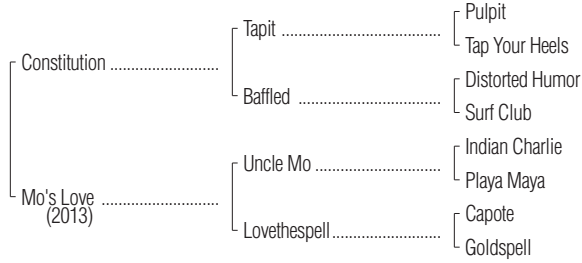 Pulpit
Tapit
Tap Your Heels
Constitution
Distorted Humor
Baffled
Surf Club
Indian Charlie
Uncle Mo
Playa Maya
Mo's Love
(2013)
Capote
Lovethespell
Goldspell